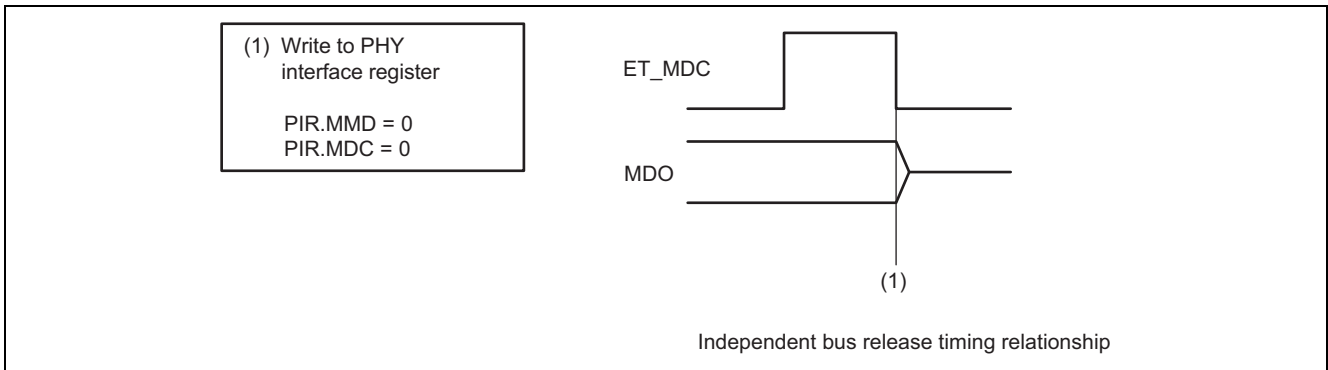 (1) Write to PHY
interface register
PIR.MMD = 0
PIR.MDC = 0
ET_MDC
MDO
(1)
Independent bus release timing relationship